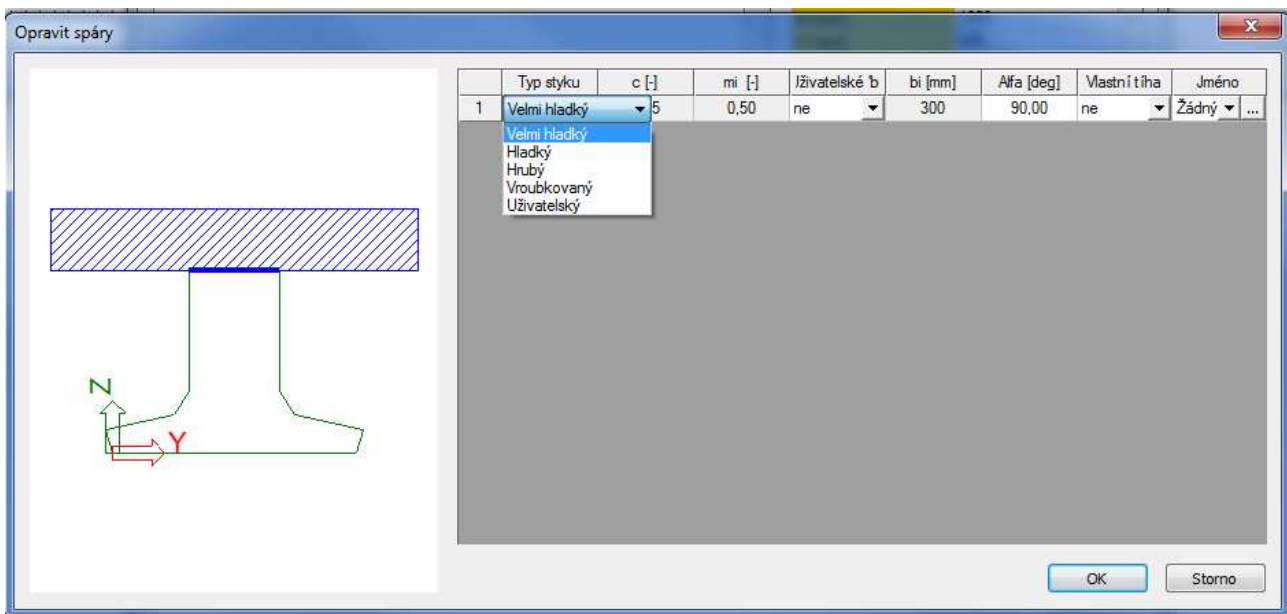 Opravit spáry
Typ styku c [-] mi [-] bi [mm] Alfa [deg] Vlastní tíha Jméno
1 Velmi hladký 5 0,50 ne 300 90,00 ne Žádný ...
Velmi hladký
Hladký
Hrubý
Vroubkovaný
Uživatelský
N
Y
OK Storno